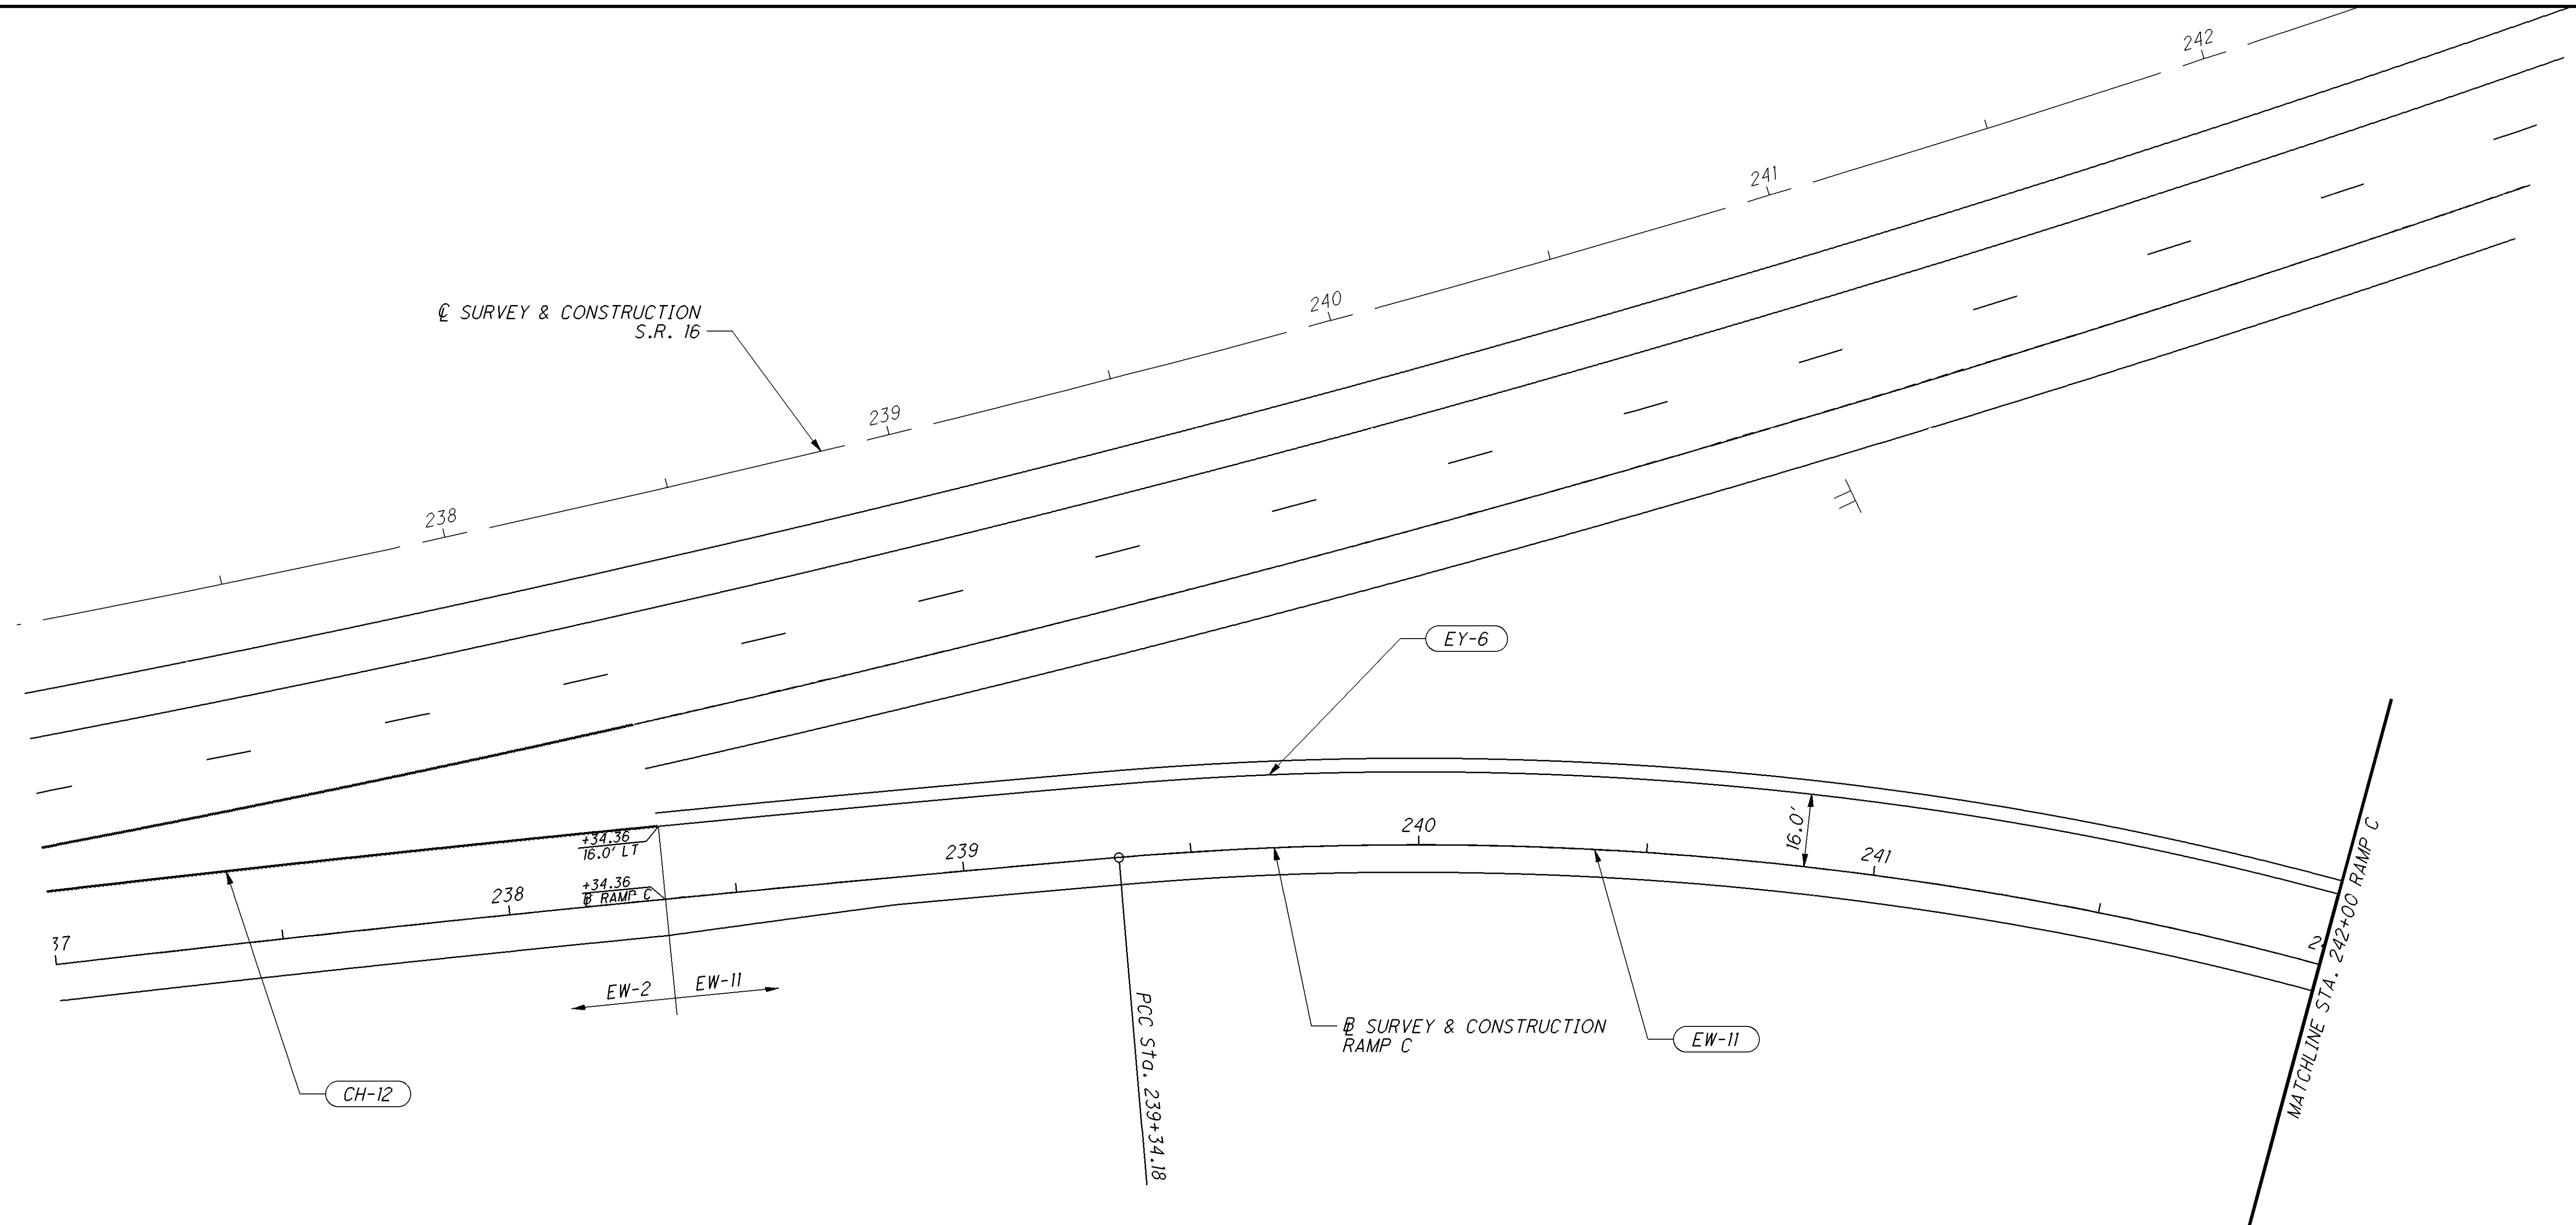 242
241
240
239
238
℄ SURVEY & CONSTRUCTION
S.R. 16
EY-6
+34.36
16.0' LT
+34.36
RAMP C
37
238
239
240
241
16.0'
2
EW-2
EW-11
CH-12
PCC Sta. 239+34.18
SURVEY & CONSTRUCTION
RAMP C
EW-11
MATCHLINE STA. 242+00 RAMP C